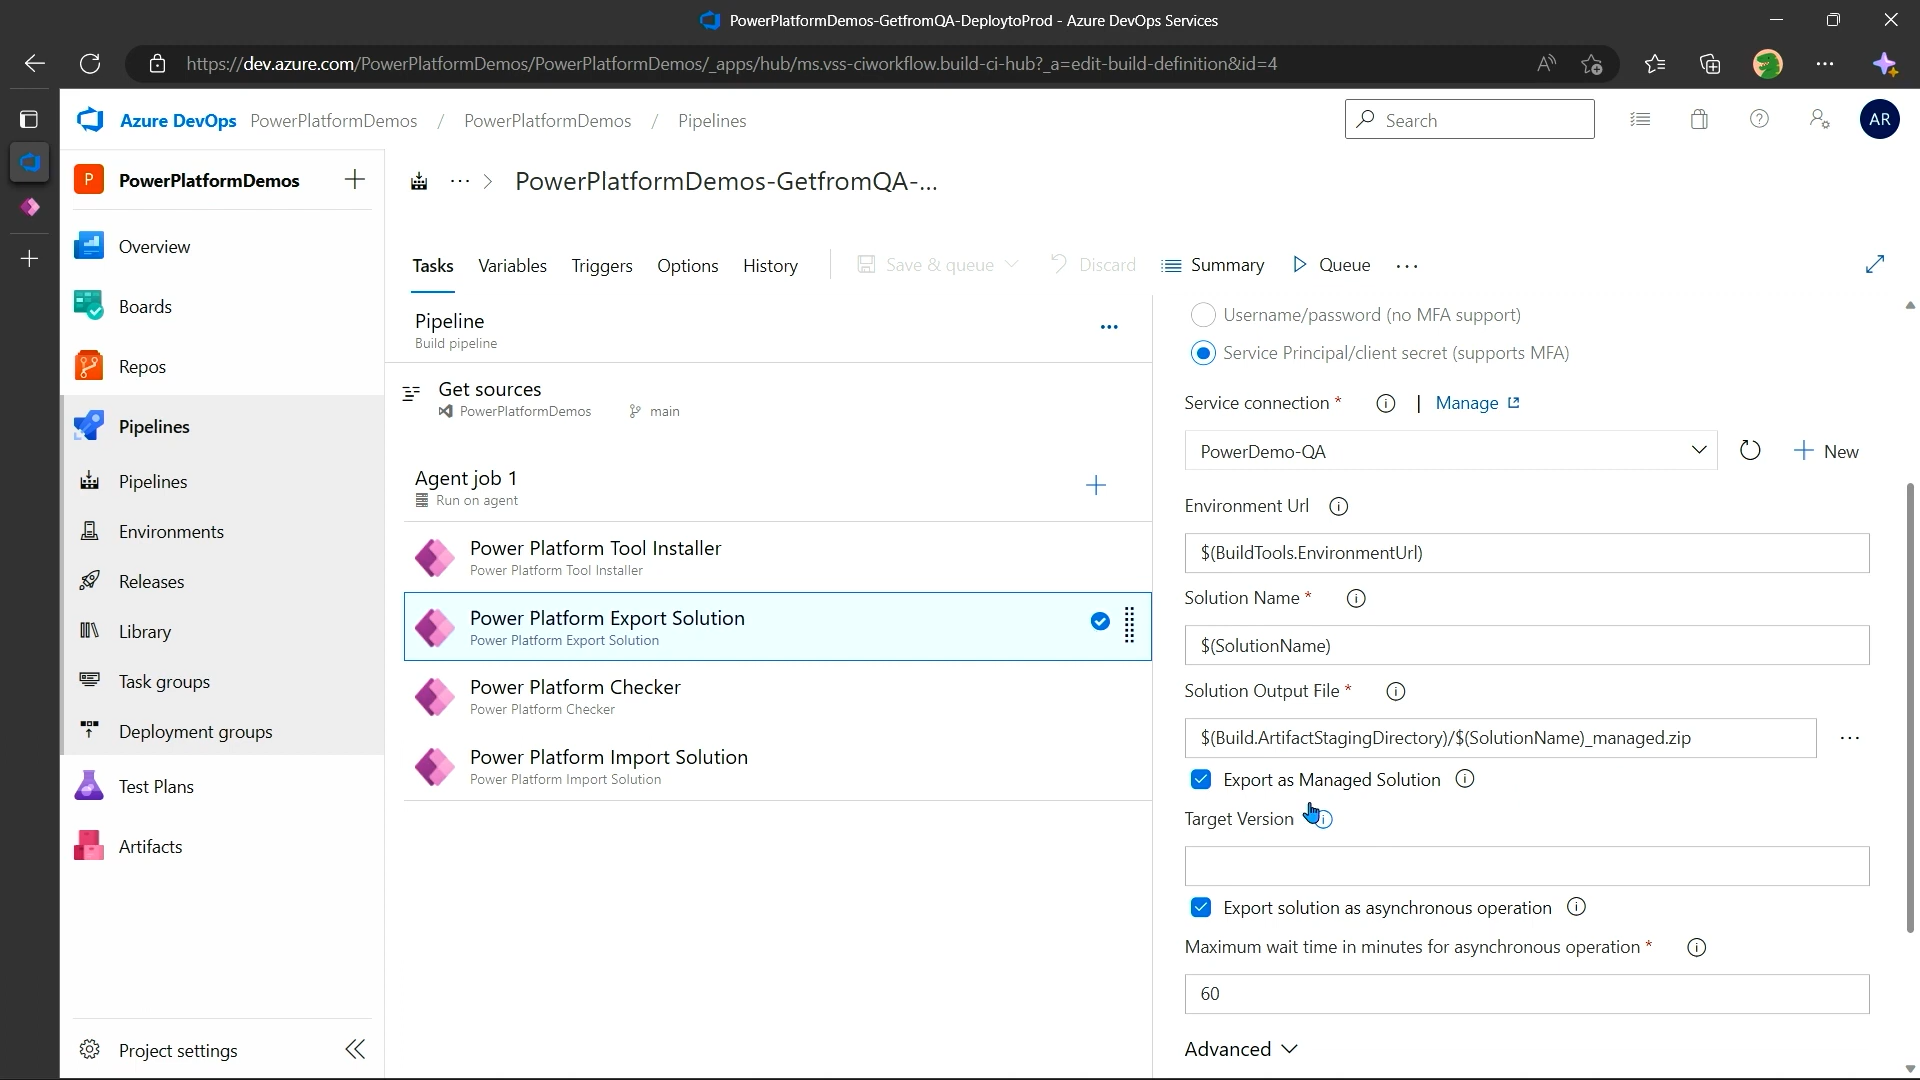 PowerPlatformDemos-GetfromQA-DeploytoProd - Azure DevOps Services
https://dev.azure.com/PowerPlatformDemos/PowerPlatformDemos/_apps/hub/ms.vss-ciworkflow.build-ci-hub?_a=edit-build-definition&id=4
Azure DevOps PowerPlatformDemos / PowerPlatformDemos / Pipelines
Search
AR
P PowerPlatformDemos
Overview
Boards
Repos
Pipelines
Pipelines
Environments
Releases
Library
Task groups
Deployment groups
Test Plans
Artifacts
Project settings
... > PowerPlatformDemos-GetfromQA-...
Tasks Variables Triggers Options History Save & queue Discard Summary Queue ...
Pipeline
Build pipeline
Get sources
PowerPlatformDemos main
Agent job 1
Run on agent
Power Platform Tool Installer
Power Platform Tool Installer
Power Platform Export Solution
Power Platform Export Solution
Power Platform Checker
Power Platform Checker
Power Platform Import Solution
Power Platform Import Solution
Username/password (no MFA support)
Service Principal/client secret (supports MFA)
Service connection * | Manage
PowerDemo-QA
New
Environment Url
$(BuildTools.EnvironmentUrl)
Solution Name *
$(SolutionName)
Solution Output File *
$(Build.ArtifactStagingDirectory)/$(SolutionName)_managed.zip
Export as Managed Solution
Target Version
Export solution as asynchronous operation
Maximum wait time in minutes for asynchronous operation *
60
Advanced